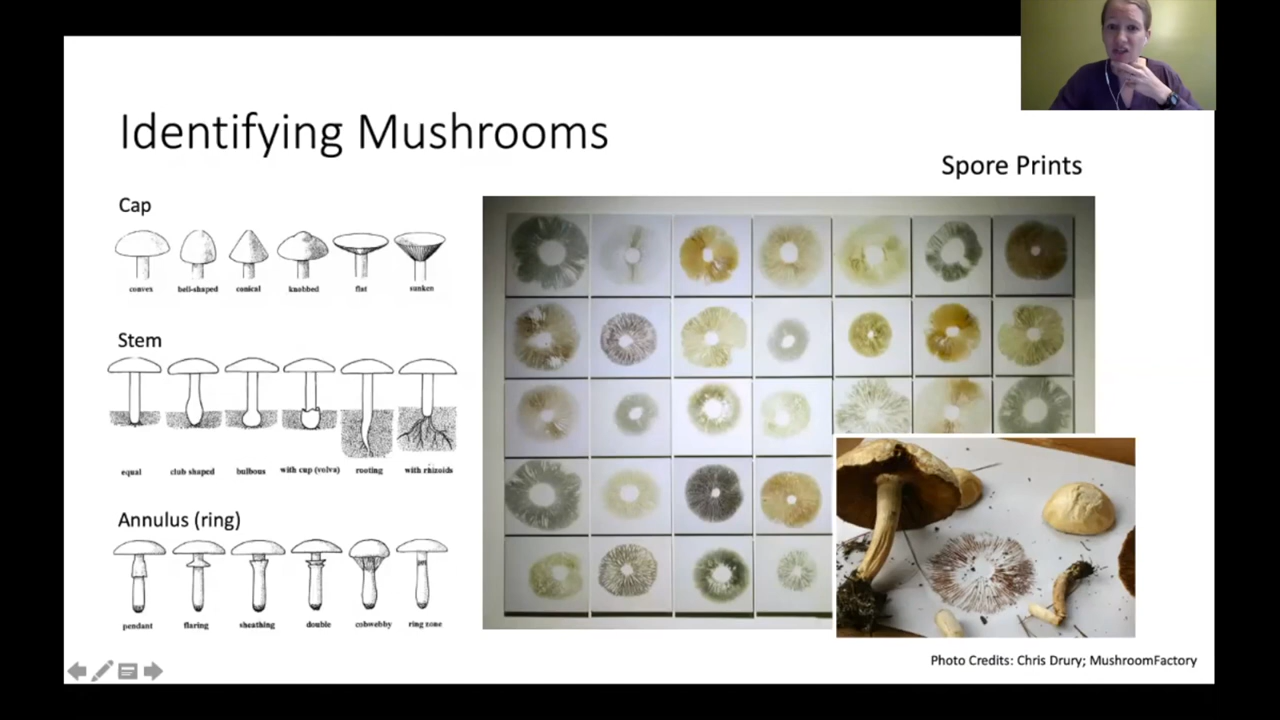 Identifying Mushrooms
Spore Prints
Cap
convex bell-shaped conical knobbed flat sunken
Stem
equal club shaped bulbous with cup (volva) rooting with rhizoids
Annulus (ring)
pendant flaring sheathing double cobwebby ring zone
Photo Credits: Chris Drury; MushroomFactory